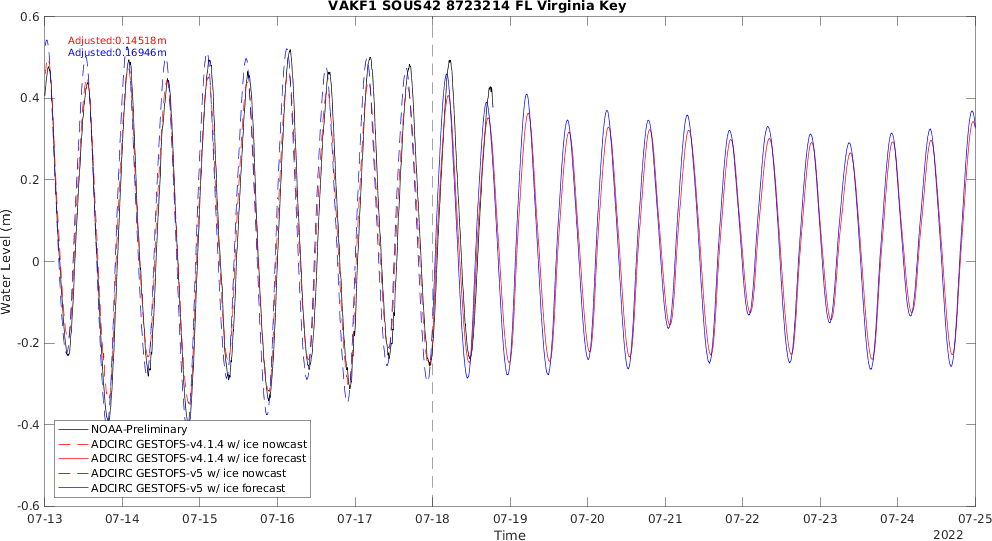 VAKF1 SOUS42 8723214 FL Virginia Key
Adjusted:0.14518m
Adjusted:0.16946m
0.6
0.4
0.2
0
-0.2
-0.4
-0.6
Water Level (m)
NOAA-Preliminary
ADCIRC GESTOFS-v4.1.4 w/ ice nowcast
ADCIRC GESTOFS-v4.1.4 w/ ice forecast
ADCIRC GESTOFS-v5 w/ ice nowcast
ADCIRC GESTOFS-v5 w/ ice forecast
07-13 07-14 07-15 07-16 07-17 07-18 07-19 07-20 07-21 07-22 07-23 07-24 07-25
Time
2022